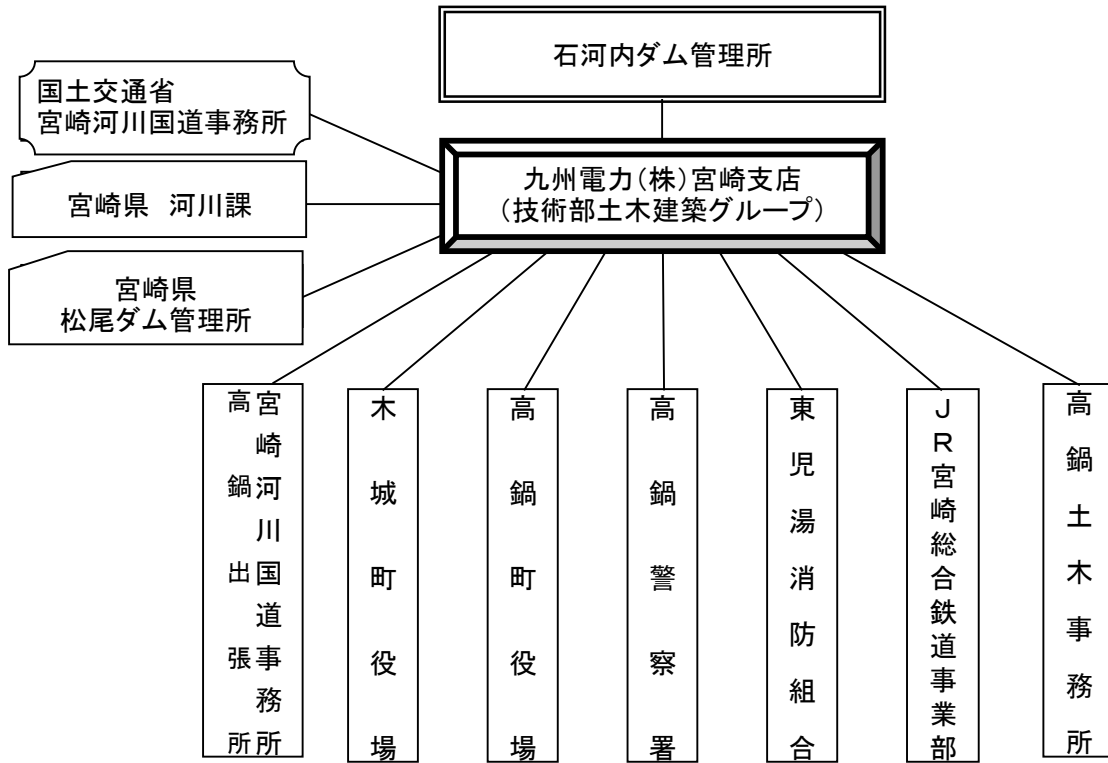 石河内ダム管理所
国土交通省
宮崎河川国道事務所
九州電力(株)宮崎支店
(技術部土木建築グループ)
宮崎県 河川課
宮崎県
松尾ダム管理所
宮崎河川国道事務所
高鍋出張所
木城町役場
高鍋町役場
高鍋警察署
東児湯消防組合
JR宮崎総合鉄道事業部
高鍋土木事務所